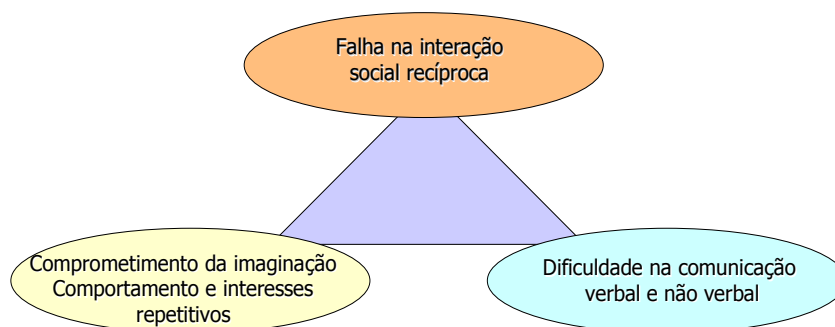 Falha na interação
social recíproca
Comprometimento da imaginação
Comportamento e interesses
repetitivos
Dificuldade na comunicação
verbal e não verbal